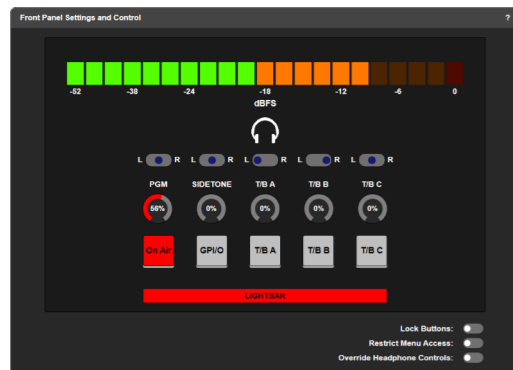 Front Panel Settings and Control ?
-52 -38 -24 -18 -12 -6 0
dBFS
L R L R L R L R L R
PGM SIDETONE T/B A T/B B T/B C
56% 0% 0% 0% 0%
On Air GPI/O T/B A T/B B T/B C
LIGHTBAR
Lock Buttons:
Restrict Menu Access:
Override Headphone Controls: